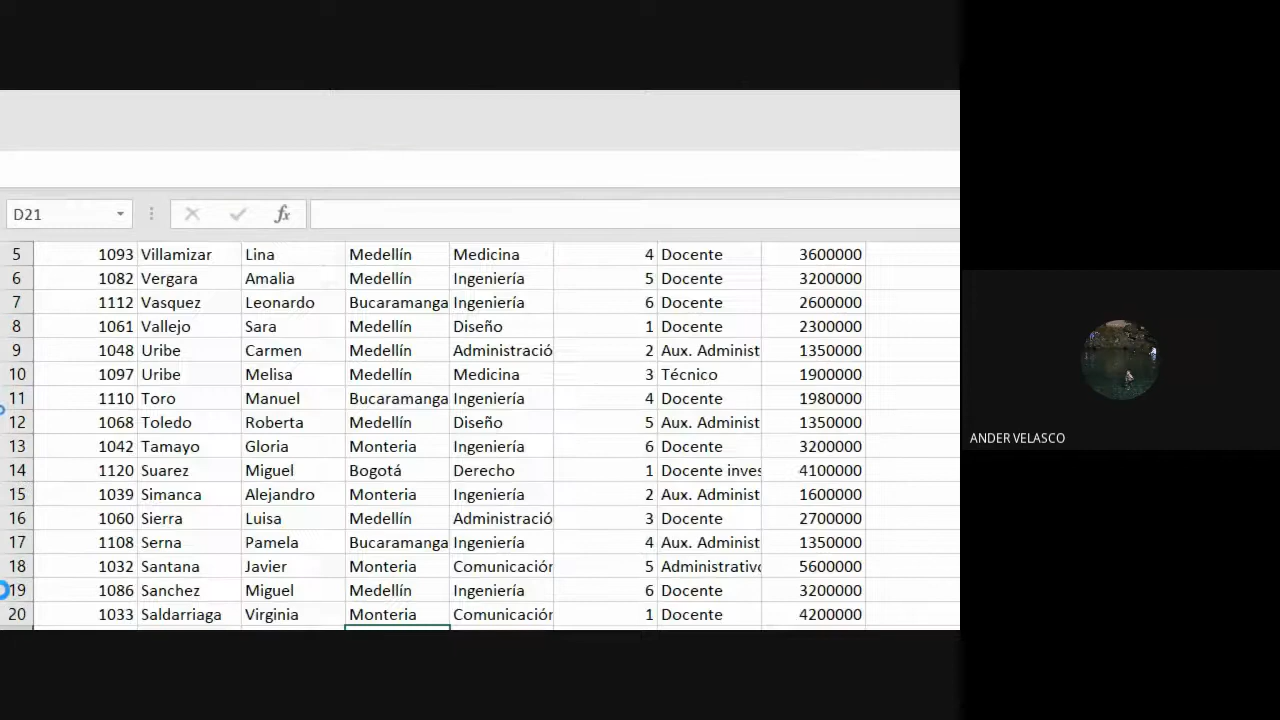 D21 fx
5 1093 Villamizar Lina Medellín Medicina 4 Docente 3600000
6 1082 Vergara Amalia Medellín Ingeniería 5 Docente 3200000
7 1112 Vasquez Leonardo Bucaramanga Ingeniería 6 Docente 2600000
8 1061 Vallejo Sara Medellín Diseño 1 Docente 2300000
9 1048 Uribe Carmen Medellín Administració 2 Aux. Administ 1350000
10 1097 Uribe Melisa Medellín Medicina 3 Técnico 1900000
11 1110 Toro Manuel Bucaramanga Ingeniería 4 Docente 1980000
12 1068 Toledo Roberta Medellín Diseño 5 Aux. Administ 1350000
13 1042 Tamayo Gloria Monteria Ingeniería 6 Docente 3200000
14 1120 Suarez Miguel Bogotá Derecho 1 Docente inves 4100000
15 1039 Simanca Alejandro Monteria Ingeniería 2 Aux. Administ 1600000
16 1060 Sierra Luisa Medellín Administració 3 Docente 2700000
17 1108 Serna Pamela Bucaramanga Ingeniería 4 Aux. Administ 1350000
18 1032 Santana Javier Monteria Comunicación 5 Administrativo 5600000
19 1086 Sanchez Miguel Medellín Ingeniería 6 Docente 3200000
20 1033 Saldarriaga Virginia Monteria Comunicación 1 Docente 4200000
ANDER VELASCO